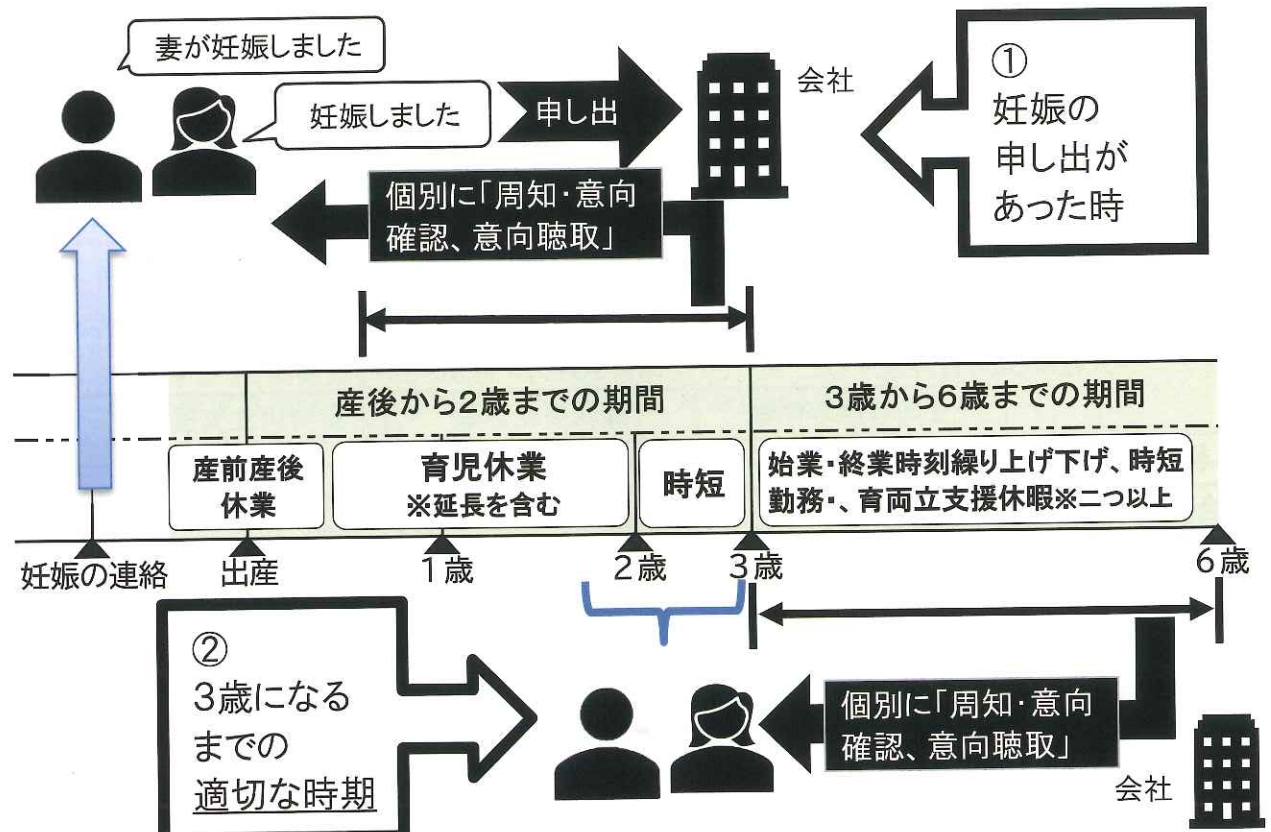 妻が妊娠しました
妊娠しました
申し出
会社
①
妊娠の
申し出が
あった時
個別に「周知・意向
確認、意向聴取」
産後から2歳までの期間
3歳から6歳までの期間
産前産後
休業
育児休業
※延長を含む
時短
始業・終業時刻繰り上げ下げ、時短
勤務・、育両立支援休暇※二つ以上
妊娠の連絡
出産
1歳
2歳
3歳
6歳
②
3歳になる
までの
適切な時期
個別に「周知・意向
確認、意向聴取」
会社